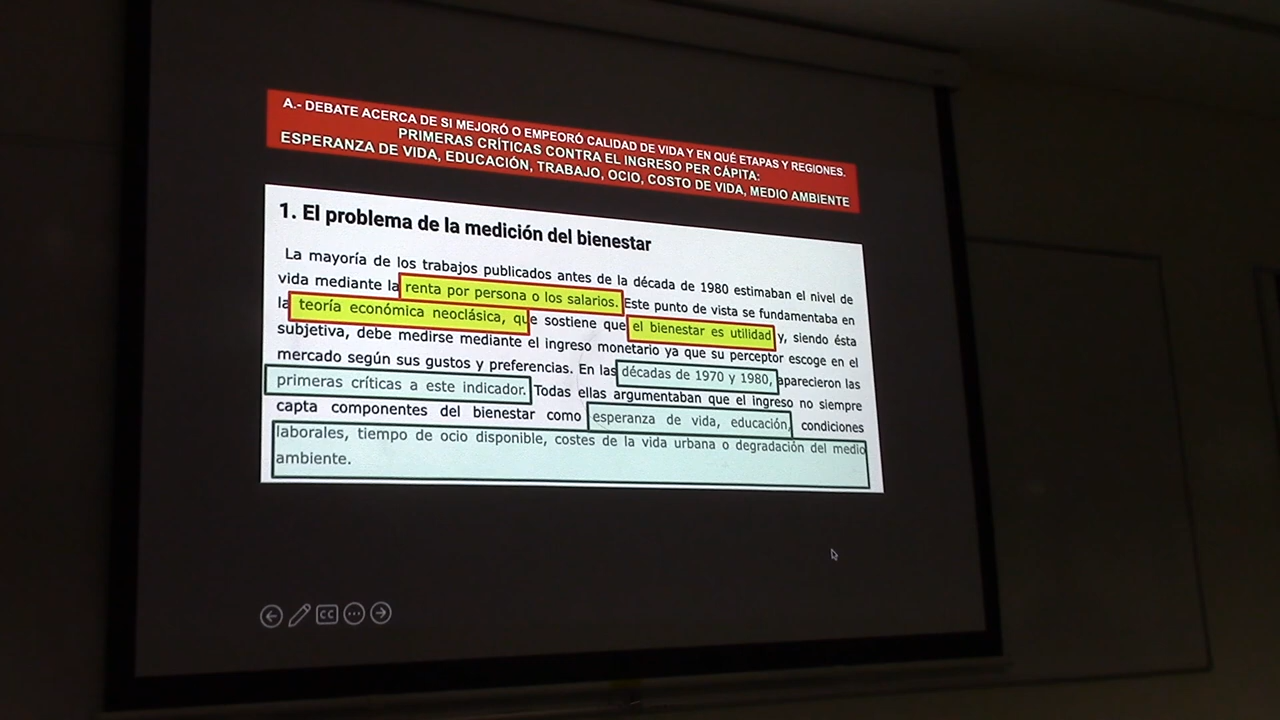 A.- DEBATE ACERCA DE SI MEJORÓ O EMPEORÓ CALIDAD DE VIDA Y EN QUÉ ETAPAS Y REGIONES.
PRIMERAS CRÍTICAS CONTRA EL INGRESO PER CÁPITA:
ESPERANZA DE VIDA, EDUCACIÓN, TRABAJO, OCIO, COSTO DE VIDA, MEDIO AMBIENTE
1. El problema de la medición del bienestar
La mayoría de los trabajos publicados antes de la década de 1980 estimaban el nivel de
vida mediante la renta por persona o los salarios. Este punto de vista se fundamentaba en
la teoría económica neoclásica, que sostiene que el bienestar es utilidad y, siendo ésta
subjetiva, debe medirse mediante el ingreso monetario ya que su perceptor escoge en el
mercado según sus gustos y preferencias. En las décadas de 1970 y 1980, aparecieron las
primeras críticas a este indicador. Todas ellas argumentaban que el ingreso no siempre
capta componentes del bienestar como esperanza de vida, educación, condiciones
laborales, tiempo de ocio disponible, costes de la vida urbana o degradación del medio
ambiente.
CC